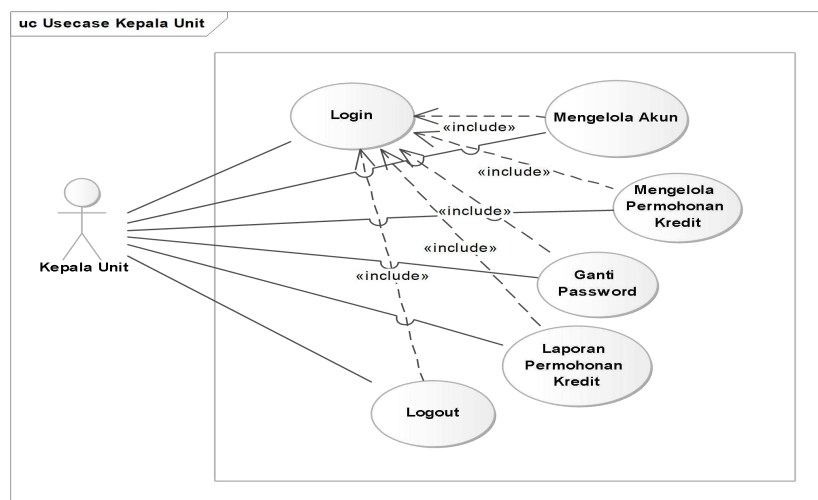 uc Usecase Kepala Unit
Login
Mengelola Akun
«include»
«include»
Mengelola
Permohonan
Kredit
«include»
«include»
Kepala Unit
«include»
Ganti
Password
Laporan
Permohonan
Kredit
Logout